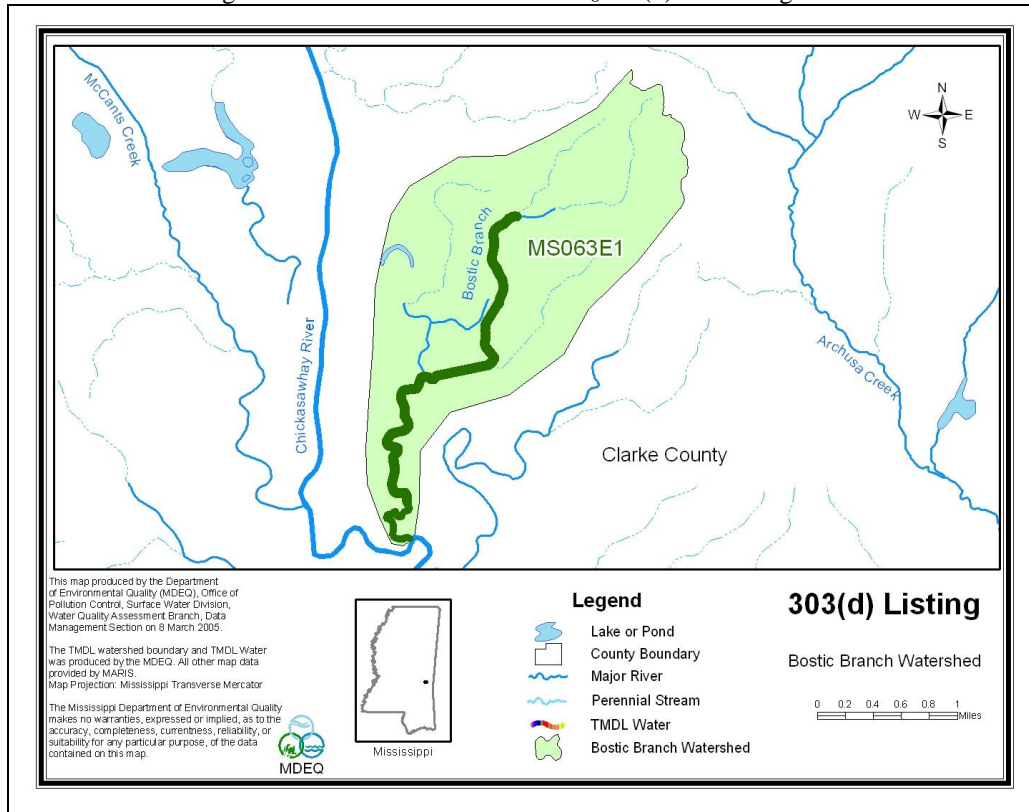 McCants Creek
Chickasawhay River
Bostic Branch
MS063E1
Archusa Creek
Clarke County
N
W E
S
This map produced by the Department
of Environmental Quality (MDEQ), Office of
Pollution Control, Surface Water Division,
Water Quality Assessment Branch, Data
Management Section on 8 March 2005.
The TMDL watershed boundary and TMDL Water
was produced by the MDEQ. All other map data
provided by MARIS.
Map Projection: Mississippi Transverse Mercator
The Mississippi Department of Environmental Quality
makes no warranties, expressed or implied, as to the
accuracy, completeness, currentness, reliability, or
suitability for any particular purpose, of the data
contained on this map.
MDEQ
Mississippi
Legend
Lake or Pond
County Boundary
Major River
Perennial Stream
TMDL Water
Bostic Branch Watershed
303(d) Listing
Bostic Branch Watershed
0 0.2 0.4 0.6 0.8 1
Miles